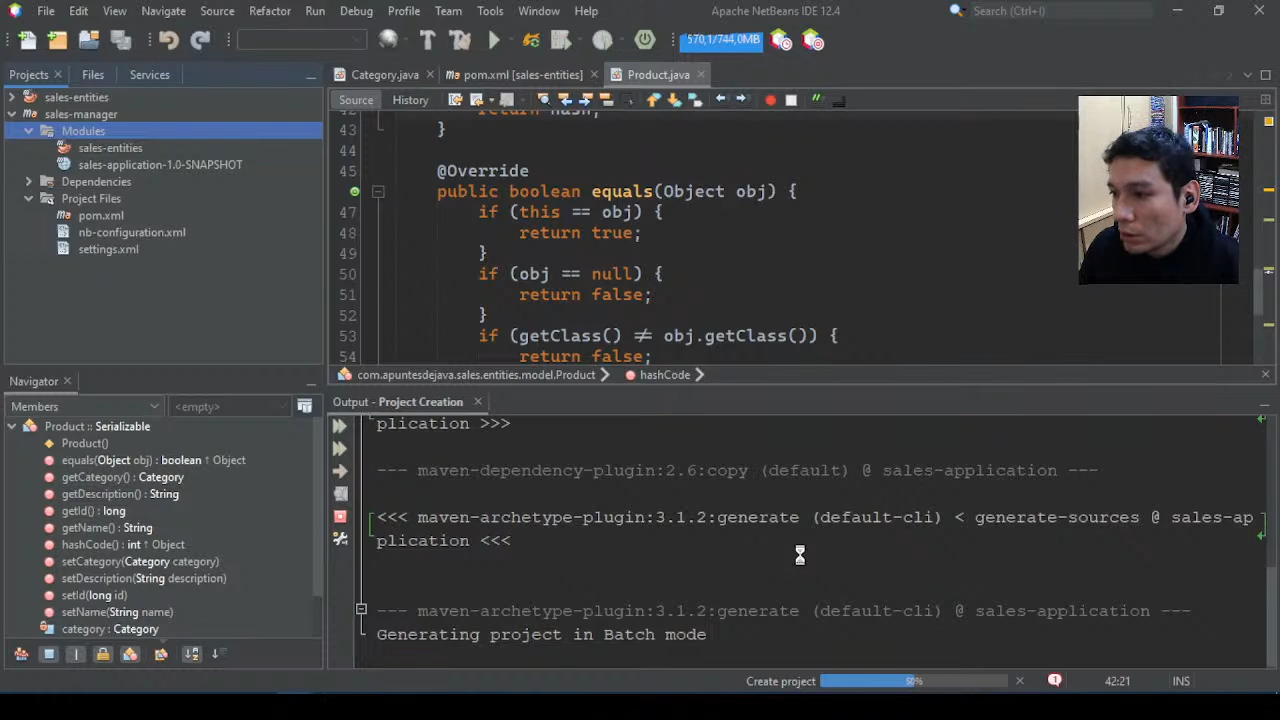 File Edit View Navigate Source Refactor Run Debug Profile Team Tools Window Help
Apache NetBeans IDE 12.4
Search (Ctrl+I)
570,1/744,0MB
Projects
Files
Services
sales-entities
sales-manager
Modules
sales-entities
sales-application-1.0-SNAPSHOT
Dependencies
Project Files
pom.xml
nb-configuration.xml
settings.xml
Category.java
pom.xml [sales-entities]
Product.java
Source
History
42 return hash;
43 }
44
45 @Override
public boolean equals(Object obj) {
47 if (this == obj) {
48 return true;
49 }
50 if (obj == null) {
51 return false;
52 }
53 if (getClass() ≠ obj.getClass()) {
54 return false;
com.apuntesdejava.sales.entities.model.Product
hashCode
Navigator
Members
<empty>
Product :: Serializable
Product()
equals(Object obj) : boolean ↑ Object
getCategory() : Category
getDescription() : String
getId() : long
getName() : String
hashCode() : int ↑ Object
setCategory(Category category)
setDescription(String description)
setId(long id)
setName(String name)
category : Category
Output - Project Creation
plication >>>
--- maven-dependency-plugin:2.6:copy (default) @ sales-application ---
<<< maven-archetype-plugin:3.1.2:generate (default-cli) < generate-sources @ sales-ap
plication <<<
--- maven-archetype-plugin:3.1.2:generate (default-cli) @ sales-application ---
Generating project in Batch mode
Create project
50%
1
42:21
INS